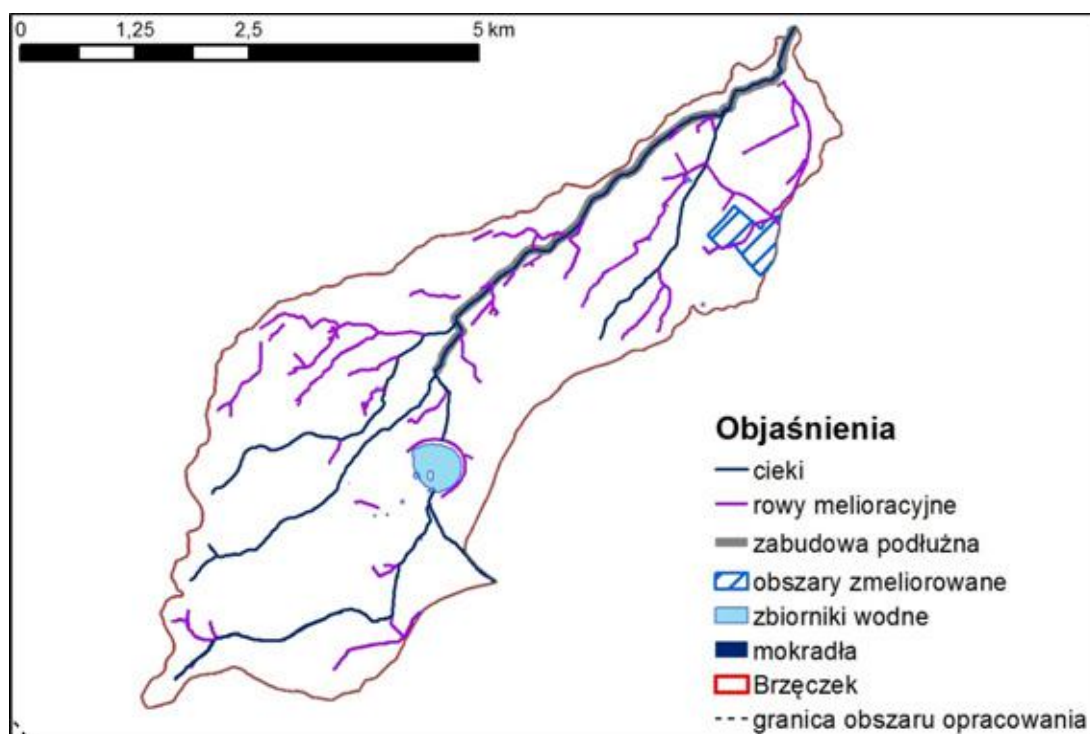 0 1,25 2,5 5 km
Objaśnienia
cieki
rowy melioracyjne
zabudowa podłużna
obszary zmeliorowane
zbiorniki wodne
mokradła
Brzęczek
granica obszaru opracowania